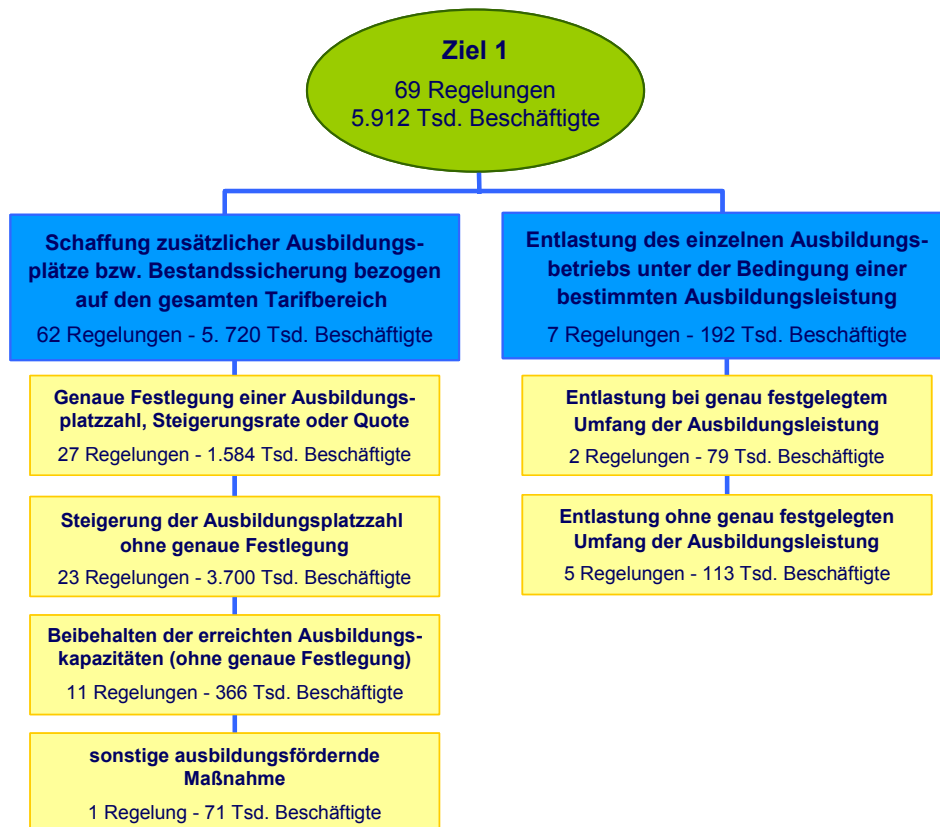 Ziel 1
69 Regelungen
5.912 Tsd. Beschäftigte
Schaffung zusätzlicher Ausbildungs-
plätze bzw. Bestandssicherung bezogen
auf den gesamten Tarifbereich
62 Regelungen - 5. 720 Tsd. Beschäftigte
Genaue Festlegung einer Ausbildungs-
platzzahl, Steigerungsrate oder Quote
27 Regelungen - 1.584 Tsd. Beschäftigte
Steigerung der Ausbildungsplatzzahl
ohne genaue Festlegung
23 Regelungen - 3.700 Tsd. Beschäftigte
Beibehalten der erreichten Ausbildungs-
kapazitäten (ohne genaue Festlegung)
11 Regelungen - 366 Tsd. Beschäftigte
sonstige ausbildungsfördernde
Maßnahme
1 Regelung - 71 Tsd. Beschäftigte
Entlastung des einzelnen Ausbildungs-
betriebs unter der Bedingung einer
bestimmten Ausbildungsleistung
7 Regelungen - 192 Tsd. Beschäftigte
Entlastung bei genau festgelegtem
Umfang der Ausbildungsleistung
2 Regelungen - 79 Tsd. Beschäftigte
Entlastung ohne genau festgelegten
Umfang der Ausbildungsleistung
5 Regelungen - 113 Tsd. Beschäftigte